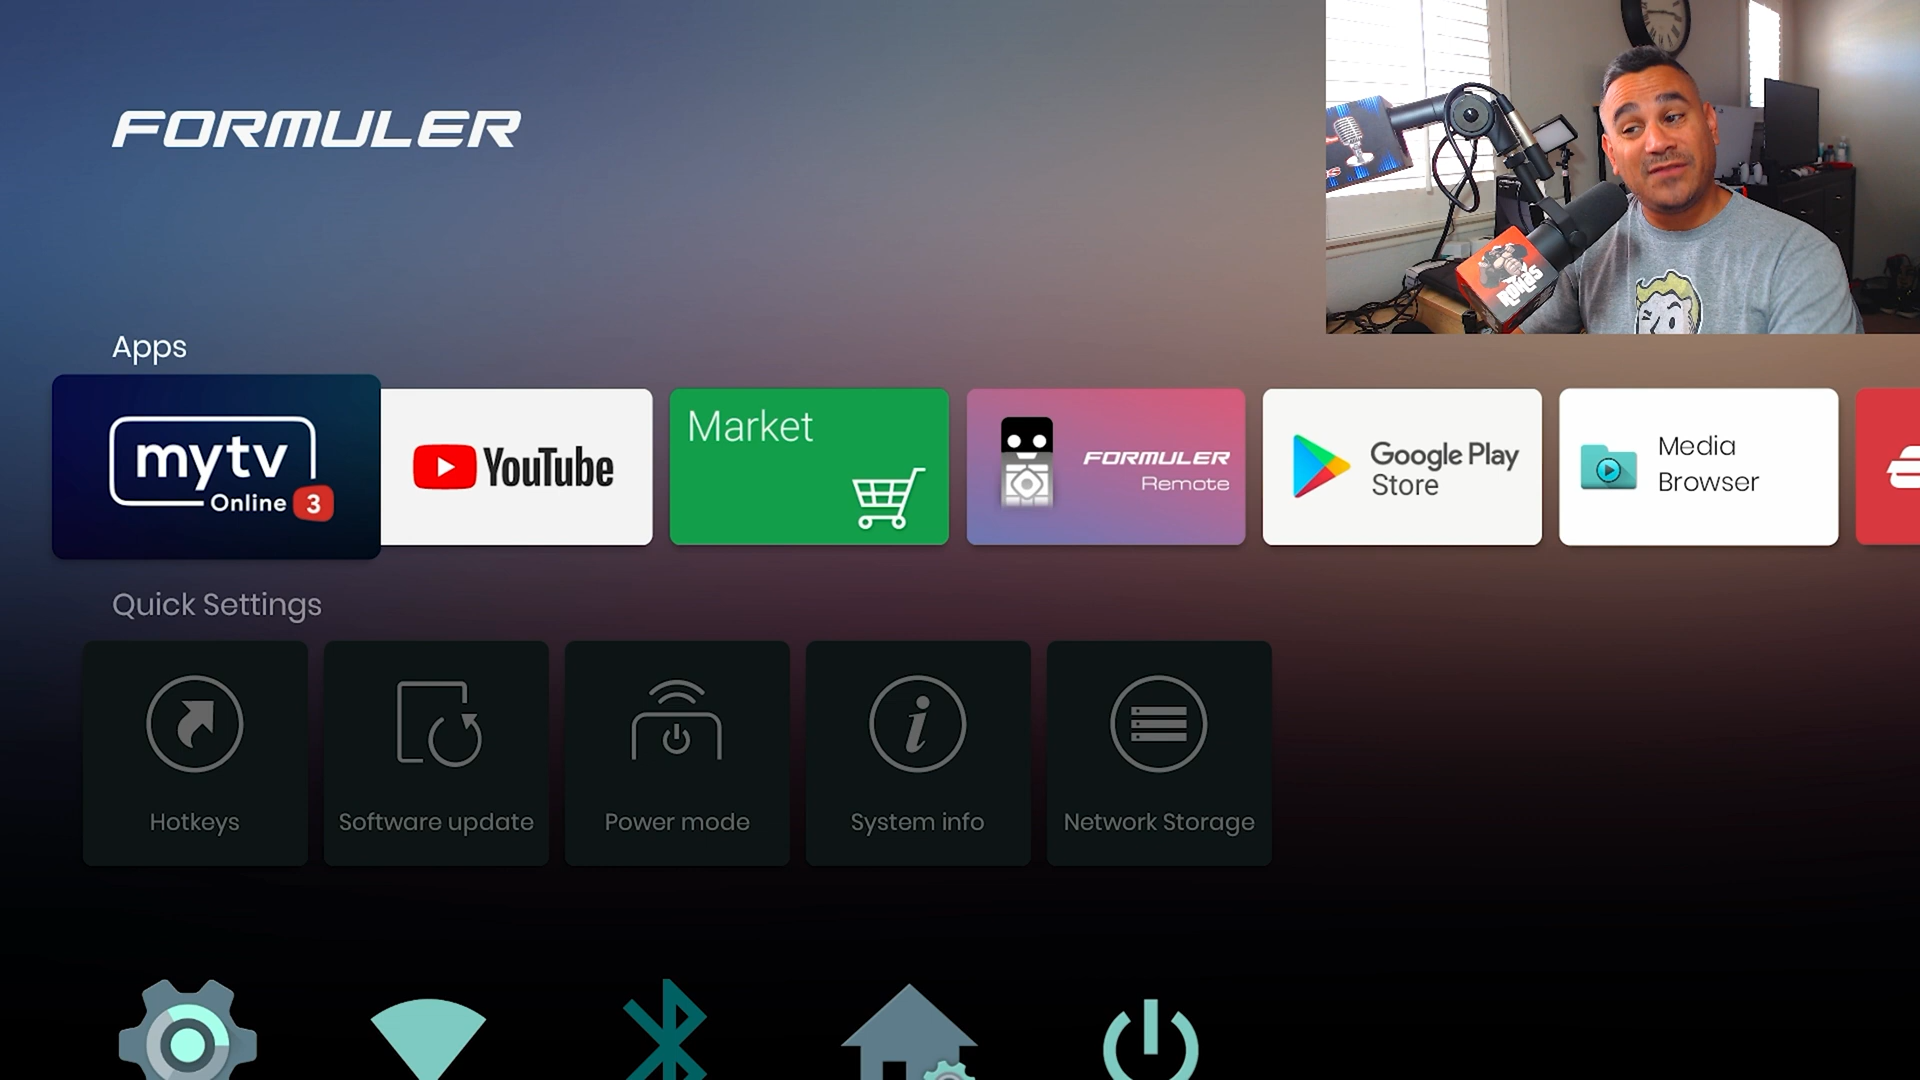 FORMULER
Apps
mytv
Online 3
YouTube
Market
FORMULER
Remote
Google Play
Store
Media
Browser
Quick Settings
Hotkeys
Software update
Power mode
System info
Network Storage
ROJAS